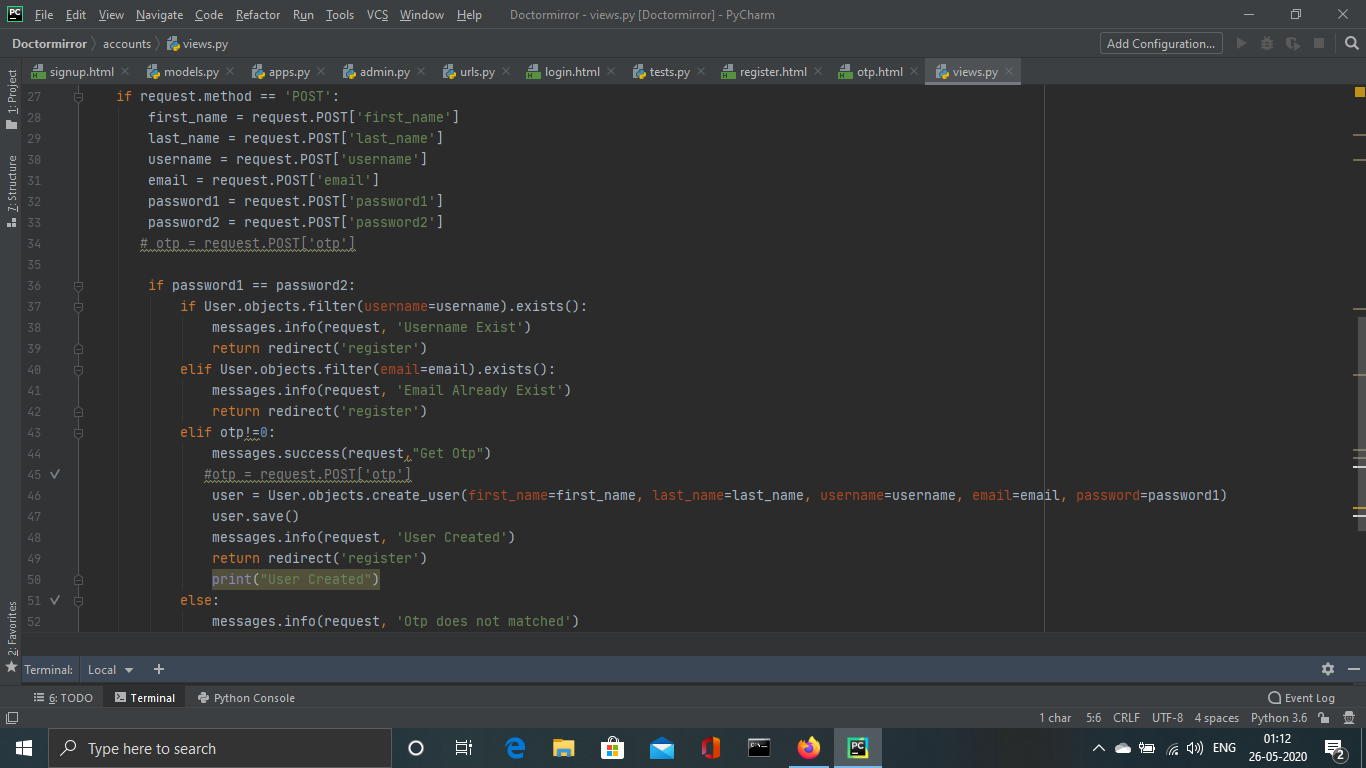 PC File Edit View Navigate Code Refactor Run Tools VCS Window Help Doctormirror - views.py [Doctormirror] - PyCharm
Doctormirror accounts views.py Add Configuration...
signup.html models.py apps.py admin.py urls.py login.html tests.py register.html otp.html views.py
1: Project
7: Structure
2: Favorites
27 if request.method == 'POST':
28 first_name = request.POST['first_name']
29 last_name = request.POST['last_name']
30 username = request.POST['username']
31 email = request.POST['email']
32 password1 = request.POST['password1']
33 password2 = request.POST['password2']
34 # otp = request.POST['otp']
35
36 if password1 == password2:
37 if User.objects.filter(username=username).exists():
38 messages.info(request, 'Username Exist')
39 return redirect('register')
40 elif User.objects.filter(email=email).exists():
41 messages.info(request, 'Email Already Exist')
42 return redirect('register')
43 elif otp!=0:
44 messages.success(request,"Get Otp")
45 #otp = request.POST['otp']
46 user = User.objects.create_user(first_name=first_name, last_name=last_name, username=username, email=email, password=password1)
47 user.save()
48 messages.info(request, 'User Created')
49 return redirect('register')
50 print("User Created")
51 else:
52 messages.info(request, 'Otp does not matched')
Terminal: Local +
6: TODO Terminal Python Console Event Log
1 char 5:6 CRLF UTF-8 4 spaces Python 3.6
Type here to search PC ENG 01:12
26-05-2020 2